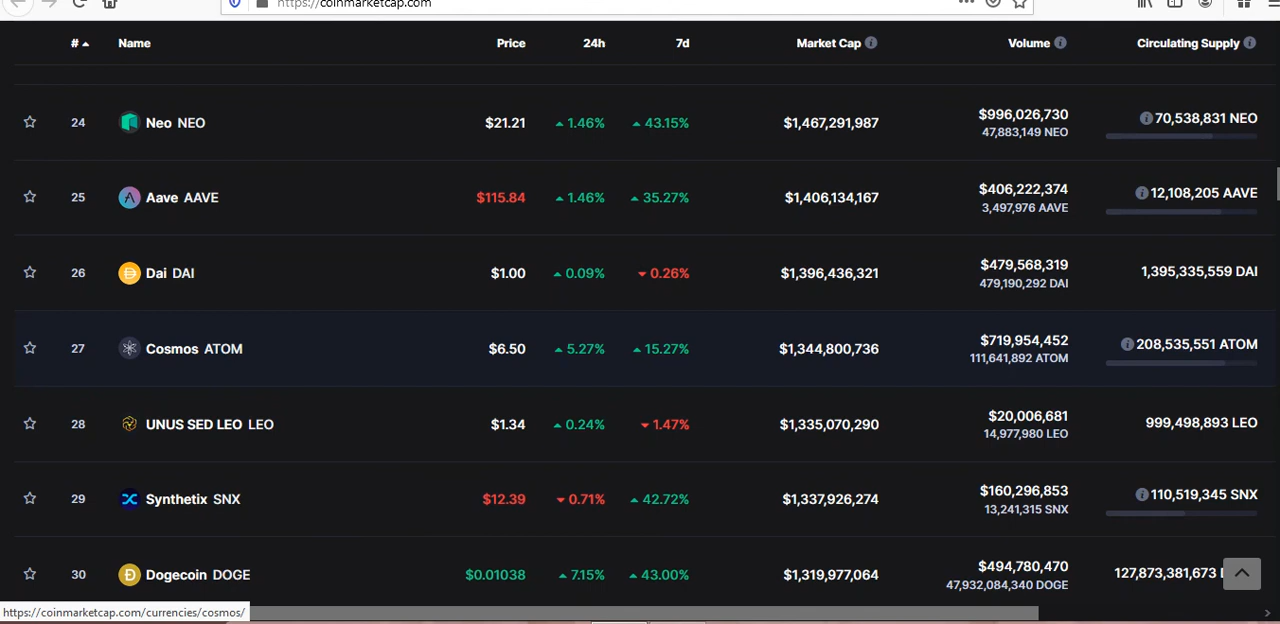 https://coinmarketcap.com
# Name Price 24h 7d Market Cap Volume Circulating Supply
24 Neo NEO $21.21 1.46% 43.15% $1,467,291,987 $996,026,730 70,538,831 NEO
47,883,149 NEO
25 Aave AAVE $115.84 1.46% 35.27% $1,406,134,167 $406,222,374 12,108,205 AAVE
3,497,976 AAVE
26 Dai DAI $1.00 0.09% 0.26% $1,396,436,321 $479,568,319 1,395,335,559 DAI
479,190,292 DAI
27 Cosmos ATOM $6.50 5.27% 15.27% $1,344,800,736 $719,954,452 208,535,551 ATOM
111,641,892 ATOM
28 UNUS SED LEO LEO $1.34 0.24% 1.47% $1,335,070,290 $20,006,681 999,498,893 LEO
14,977,980 LEO
29 Synthetix SNX $12.39 0.71% 42.72% $1,337,926,274 $160,296,853 110,519,345 SNX
13,241,315 SNX
30 Dogecoin DOGE $0.01038 7.15% 43.00% $1,319,977,064 $494,780,470 127,873,381,673
47,932,084,340 DOGE
https://coinmarketcap.com/currencies/cosmos/